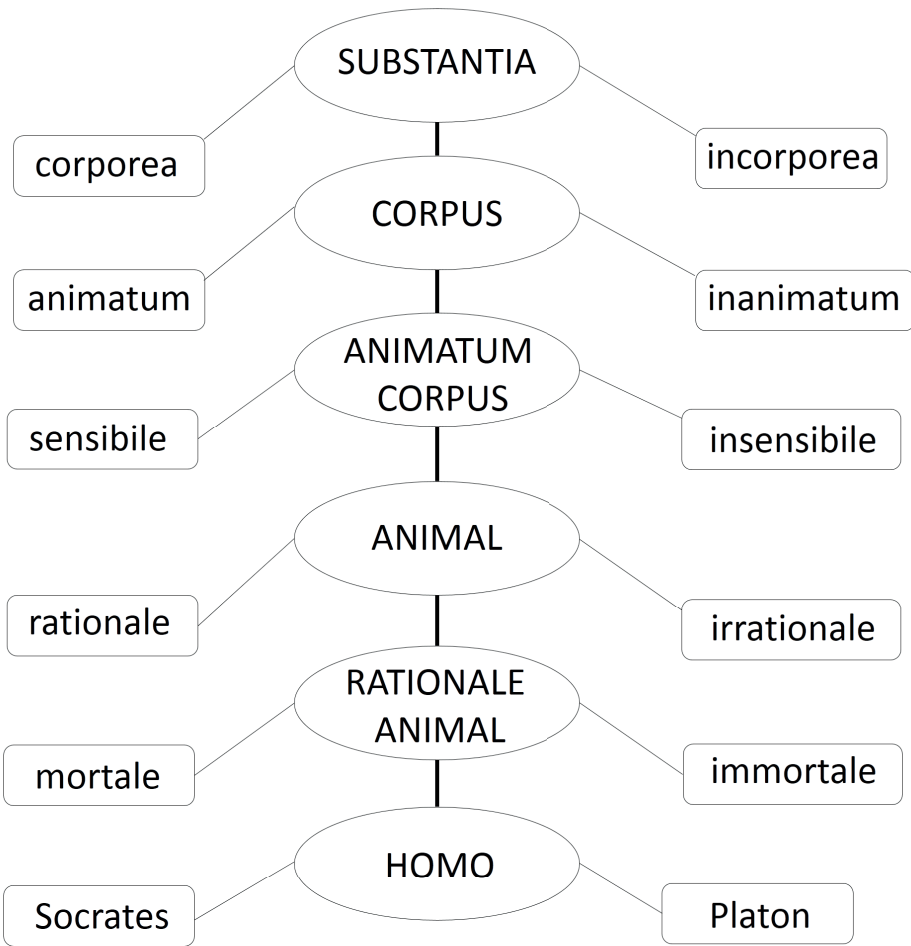 SUBSTANTIA
corporea
incorporea
CORPUS
animatum
inanimatum
ANIMATUM
CORPUS
sensibile
insensibile
ANIMAL
rationale
irrationale
RATIONALE
ANIMAL
mortale
immortale
HOMO
Socrates
Platon